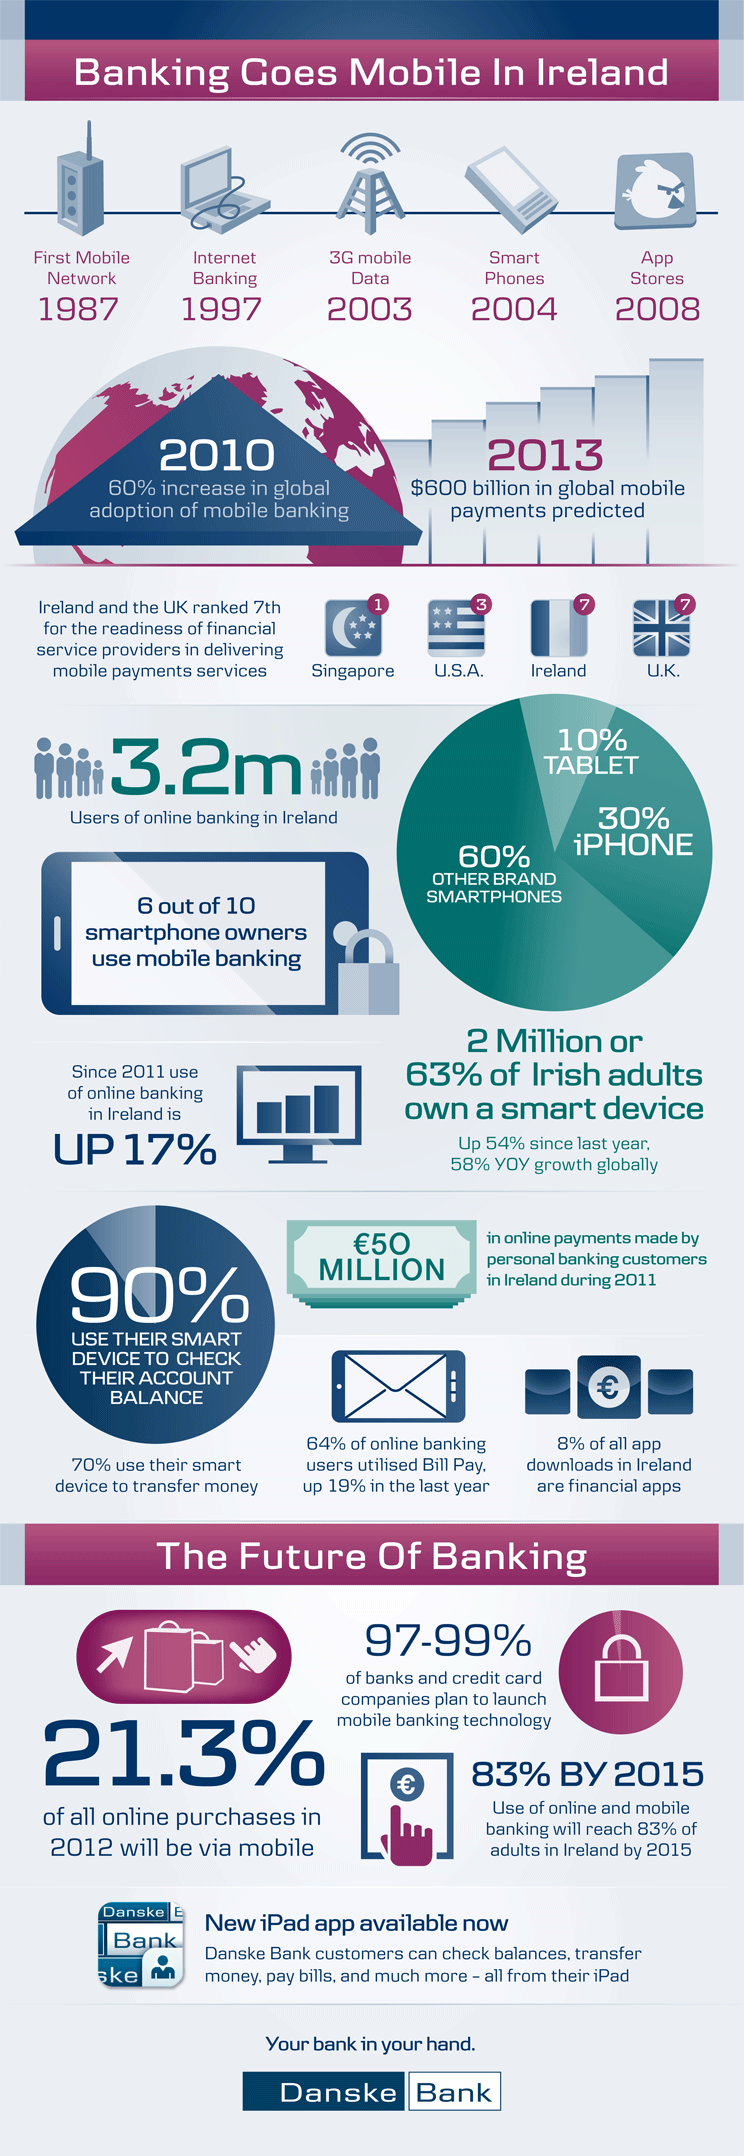 Banking Goes Mobile In Ireland
First Mobile
Network
1987
Internet
Banking
1997
3G mobile
Data
2003
Smart
Phones
2004
App
Stores
2008
2010
60% increase in global
adoption of mobile banking
2013
$600 billion in global mobile
payments predicted
Ireland and the UK ranked 7th
for the readiness of financial
service providers in delivering
mobile payments services
1
Singapore
3
U.S.A.
7
Ireland
7
U.K.
3.2m
Users of online banking in Ireland
10%
TABLET
30%
iPHONE
60%
OTHER BRAND
SMARTPHONES
6 out of 10
smartphone owners
use mobile banking
2 Million or
63% of Irish adults
own a smart device
Up 54% since last year,
58% YOY growth globally
Since 2011 use
of online banking
in Ireland is
UP 17%
90%
USE THEIR SMART
DEVICE TO CHECK
THEIR ACCOUNT
BALANCE
70% use their smart
device to transfer money
€50
MILLION
in online payments made by
personal banking customers
in Ireland during 2011
64% of online banking
users utilised Bill Pay,
up 19% in the last year
€
8% of all app
downloads in Ireland
are financial apps
The Future Of Banking
21.3%
of all online purchases in
2012 will be via mobile
97-99%
of banks and credit card
companies plan to launch
mobile banking technology
€
83% BY 2015
Use of online and mobile
banking will reach 83% of
adults in Ireland by 2015
Danske E
Bank
ske
New iPad app available now
Danske Bank customers can check balances, transfer
money, pay bills, and much more – all from their iPad
Your bank in your hand.
Danske Bank